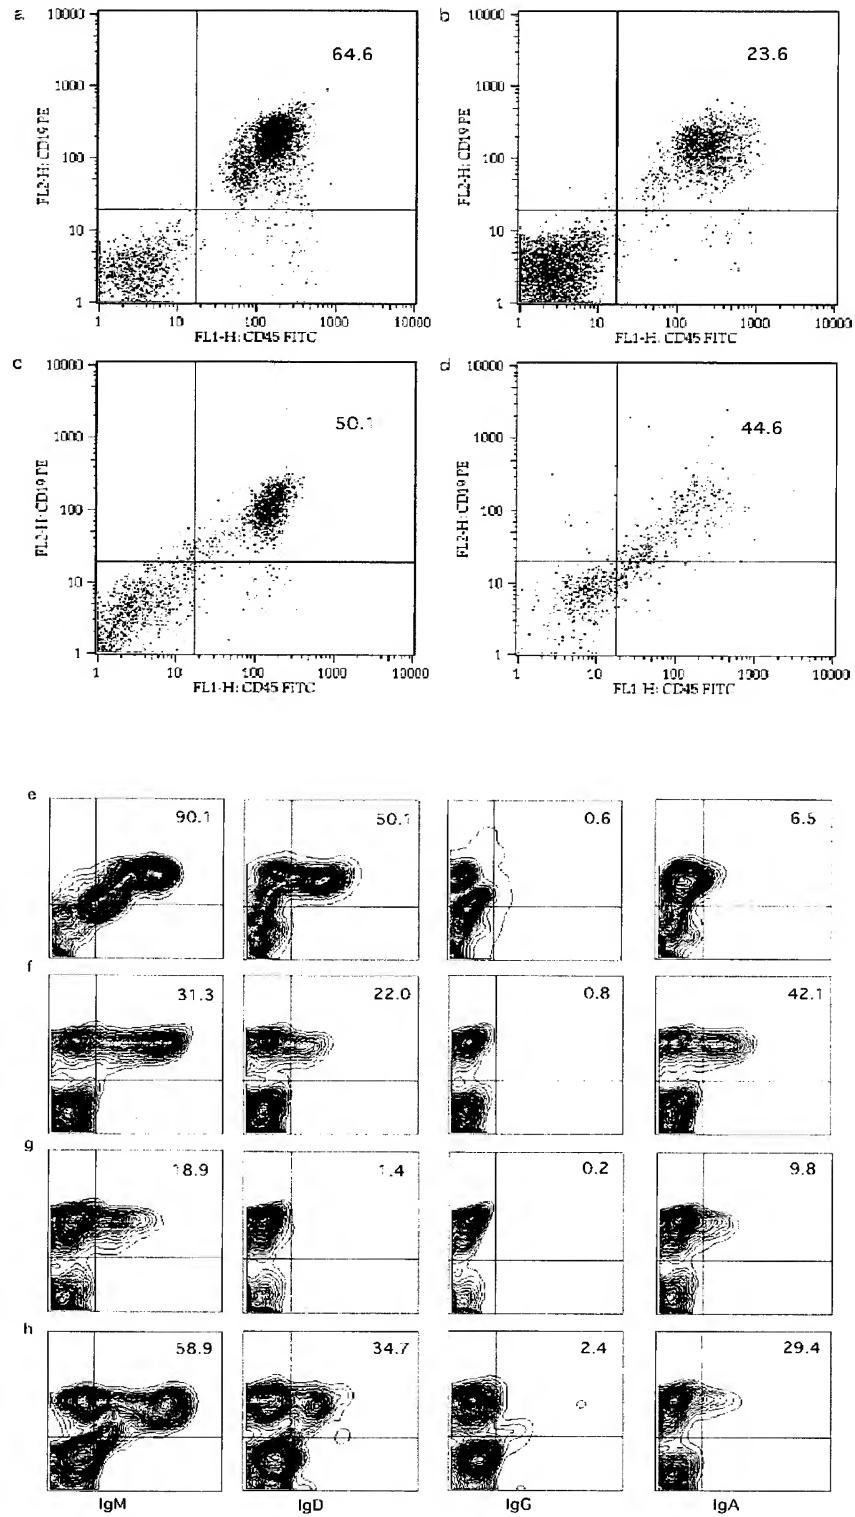 a
10000
1000
100
10
1
FL2-H: CD19 PE
64.6
1 10 100 1000 10000
FL1-H: CD45 FITC
b
10000
1000
100
10
1
FL2-H: CD19 PE
23.6
1 10 100 1000 10000
FL1-H: CD45 FITC
c
10000
1000
100
10
1
FL2-H: CD19 PE
50.1
1 10 100 1000 10000
FL1-H: CD45 FITC
d
10000
1000
100
10
1
FL2-H: CD19 PE
44.6
1 10 100 1000 10000
FL1-H: CD45 FITC
e
90.1 50.1 0.6 6.5
f
31.3 22.0 0.8 42.1
g
18.9 1.4 0.2 9.8
h
58.9 34.7 2.4 29.4
IgM IgD IgG IgA